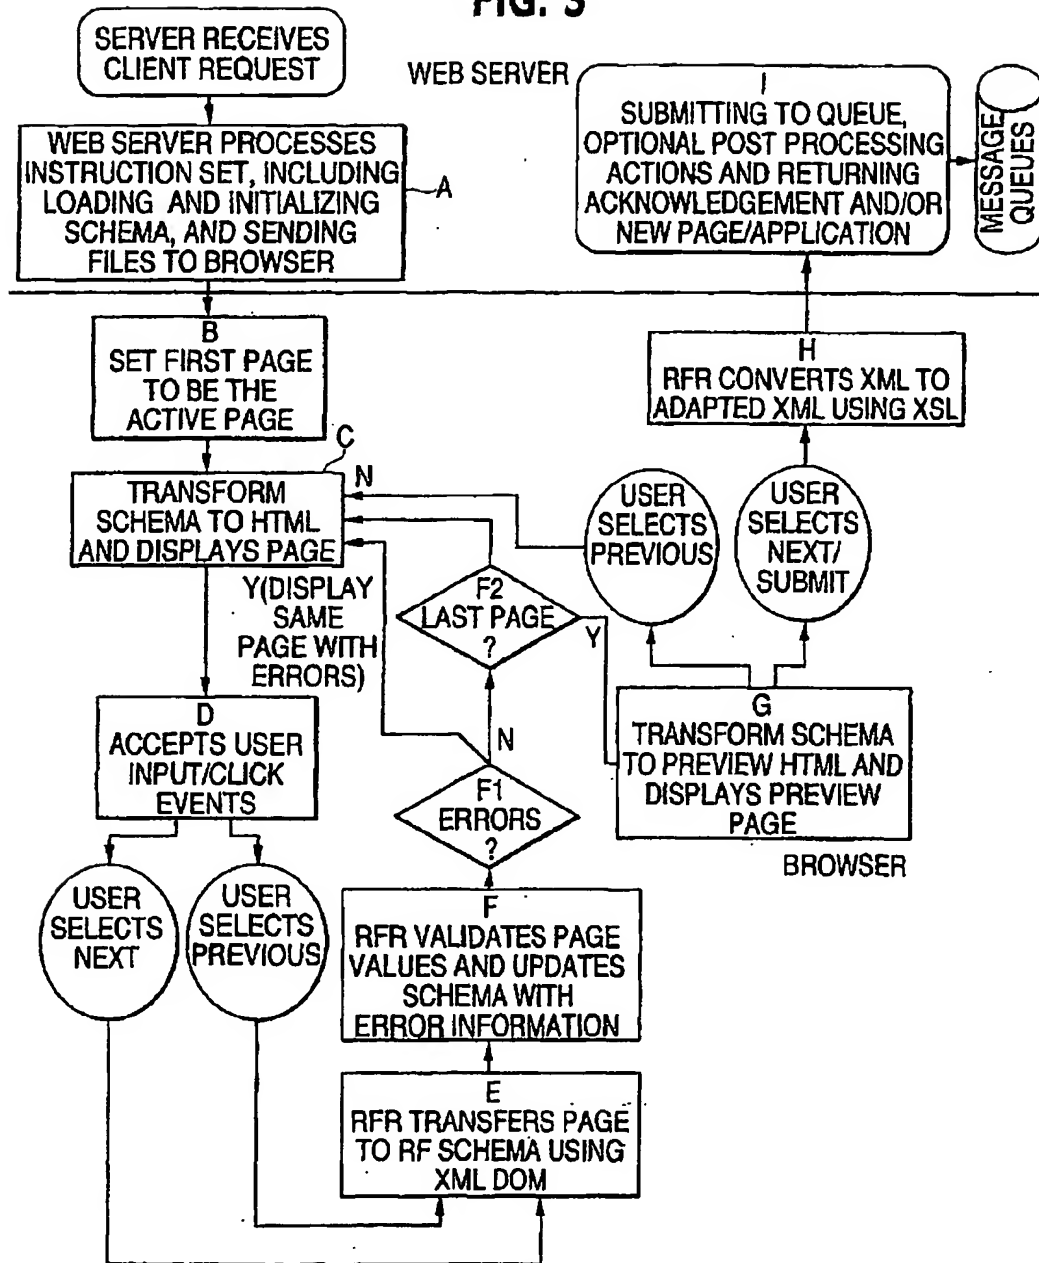 FIG. 3
SERVER RECEIVES
CLIENT REQUEST
WEB SERVER PROCESSES
INSTRUCTION SET, INCLUDING
LOADING AND INITIALIZING
SCHEMA, AND SENDING
FILES TO BROWSER
A
WEB SERVER
I
SUBMITTING TO QUEUE,
OPTIONAL POST PROCESSING
ACTIONS AND RETURNING
ACKNOWLEDGEMENT AND/OR
NEW PAGE/APPLICATION
MESSAGE
QUEUES
B
SET FIRST PAGE
TO BE THE
ACTIVE PAGE
H
RFR CONVERTS XML TO
ADAPTED XML USING XSL
C
TRANSFORM
SCHEMA TO HTML
AND DISPLAYS PAGE
N
USER
SELECTS
PREVIOUS
USER
SELECTS
NEXT/
SUBMIT
Y(DISPLAY
SAME
PAGE WITH
ERRORS)
F2
LAST PAGE
?
Y
G
TRANSFORM SCHEMA
TO PREVIEW HTML AND
DISPLAYS PREVIEW
PAGE
BROWSER
D
ACCEPTS USER
INPUT/CLICK
EVENTS
N
F1
ERRORS
?
USER
SELECTS
NEXT
USER
SELECTS
PREVIOUS
F
RFR VALIDATES PAGE
VALUES AND UPDATES
SCHEMA WITH
ERROR INFORMATION
E
RFR TRANSFERS PAGE
TO RF SCHEMA USING
XML DOM